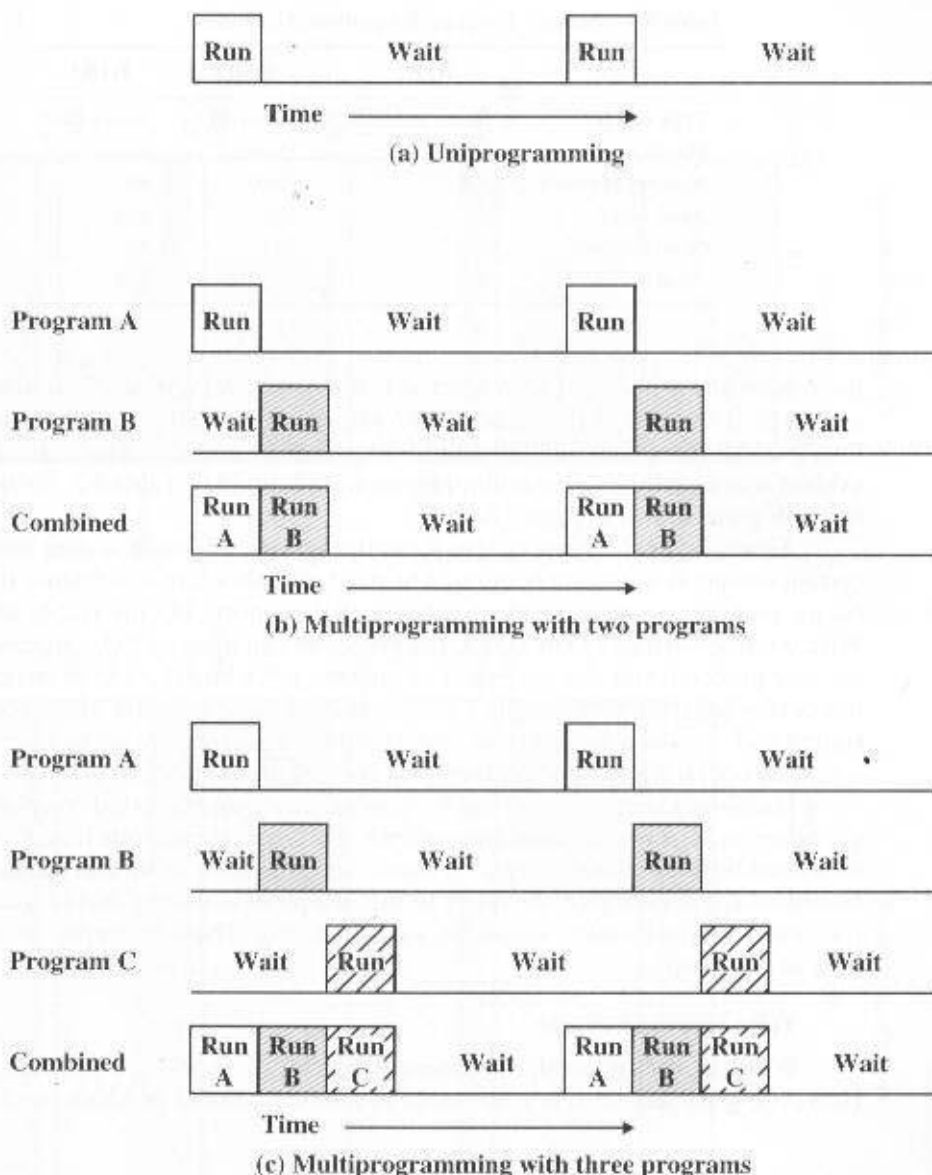 Run Wait Run Wait
Time
(a) Uniprogramming
Program A Run Wait Run Wait
Program B Wait Run Wait Run Wait
Combined Run A Run B Wait Run A Run B Wait
Time
(b) Multiprogramming with two programs
Program A Run Wait Run Wait
Program B Wait Run Wait Run Wait
Program C Wait Run Wait Run Wait
Combined Run A Run B Run C Wait Run A Run B Run C Wait
Time
(c) Multiprogramming with three programs